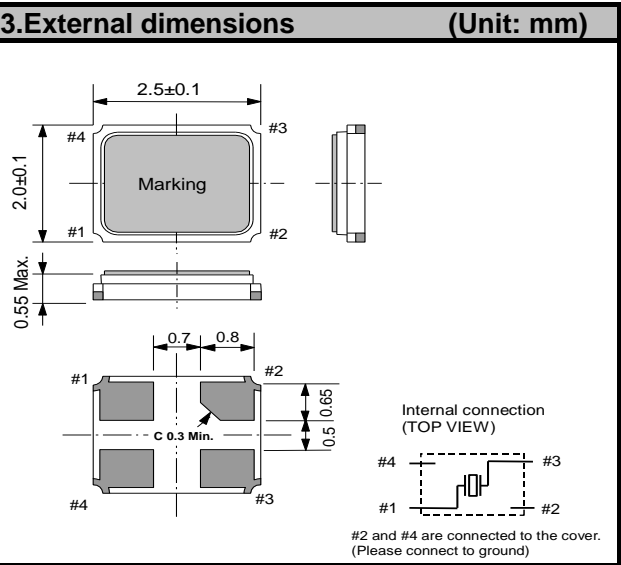 3.External dimensions (Unit: mm)
2.5±0.1
#4 #3
2.0±0.1
Marking
#1 #2
0.55 Max.
0.7 0.8
#1 #2
0.65
0.5
C 0.3 Min.
#4 #3
Internal connection
(TOP VIEW)
#4 #3
#1 #2
#2 and #4 are connected to the cover.
(Please connect to ground)